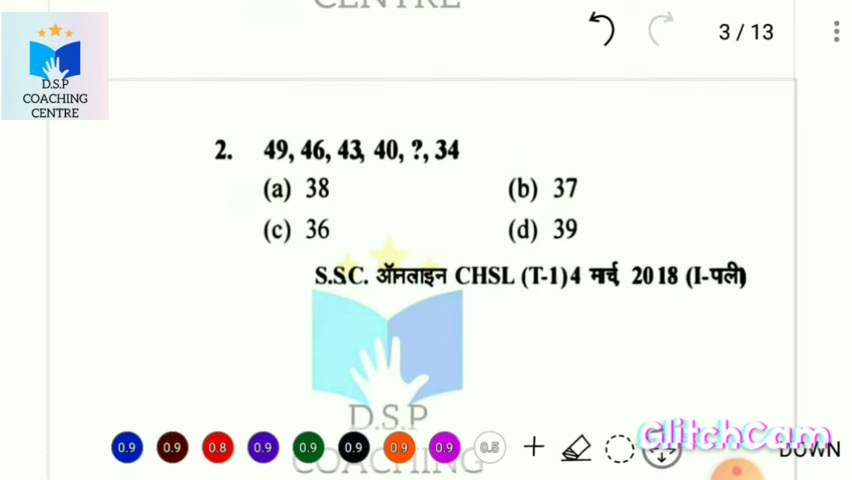 CENTRE
3 / 13
D.S.P
COACHING
CENTRE
2. 49, 46, 43, 40, ?, 34
(a) 38 (b) 37
(c) 36 (d) 39
S.S.C. ऑनलाइन CHSL (T-1) 4 मार्च, 2018 (I-पाली)
D.S.P
COACHING
0.9 0.9 0.8 0.9 0.9 0.9 0.9 0.9 0.5
GlitchCam
DOWN